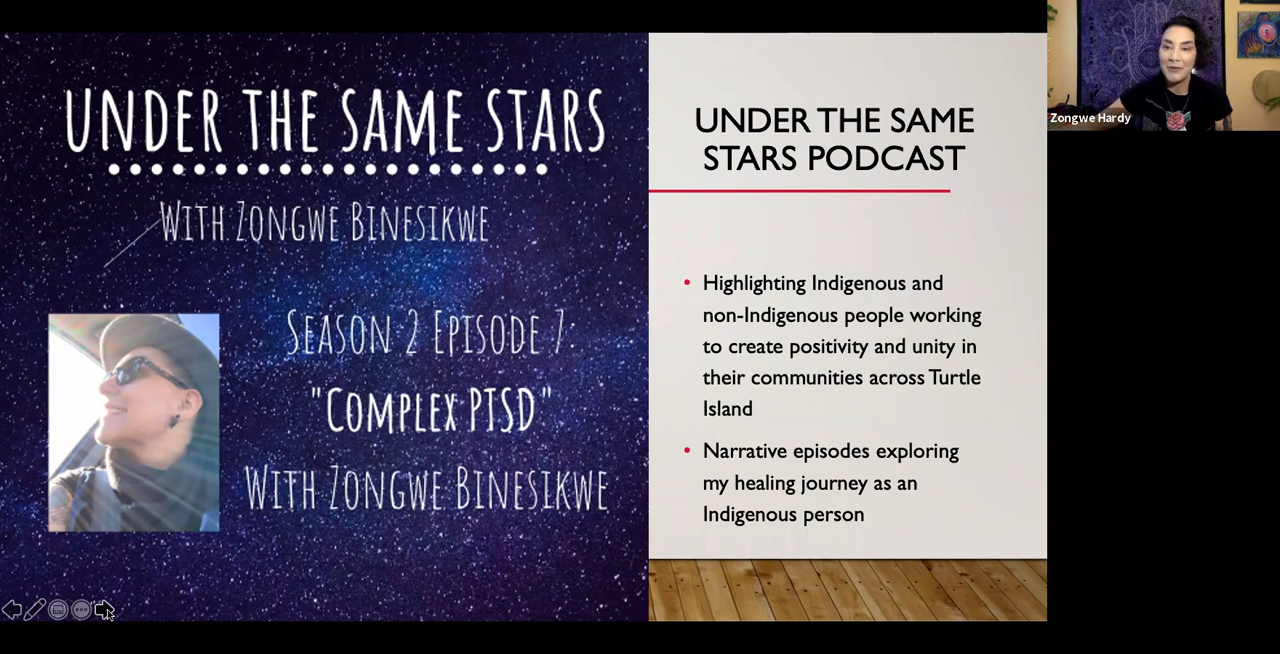 UNDER THE SAME STARS
WITH ZONGWE BINESIKWE
SEASON 2 EPISODE 7:
"COMPLEX PTSD"
WITH ZONGWE BINESIKWE
UNDER THE SAME
STARS PODCAST
• Highlighting Indigenous and
non-Indigenous people working
to create positivity and unity in
their communities across Turtle
Island
• Narrative episodes exploring
my healing journey as an
Indigenous person
Zongwe Hardy